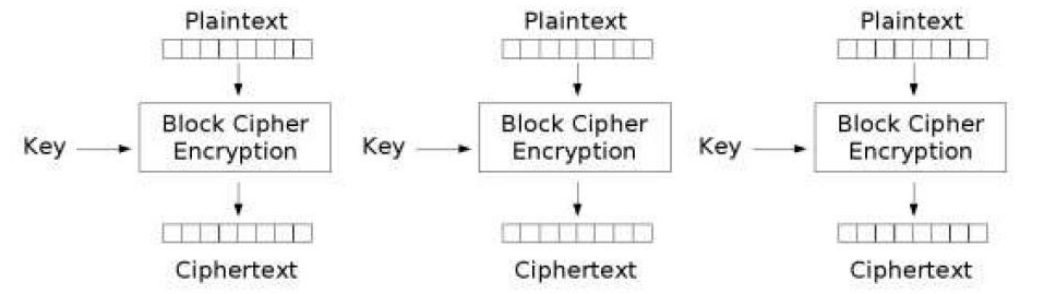 Plaintext
Plaintext
Plaintext
Key
Block Cipher
Encryption
Key
Block Cipher
Encryption
Key
Block Cipher
Encryption
Ciphertext
Ciphertext
Ciphertext